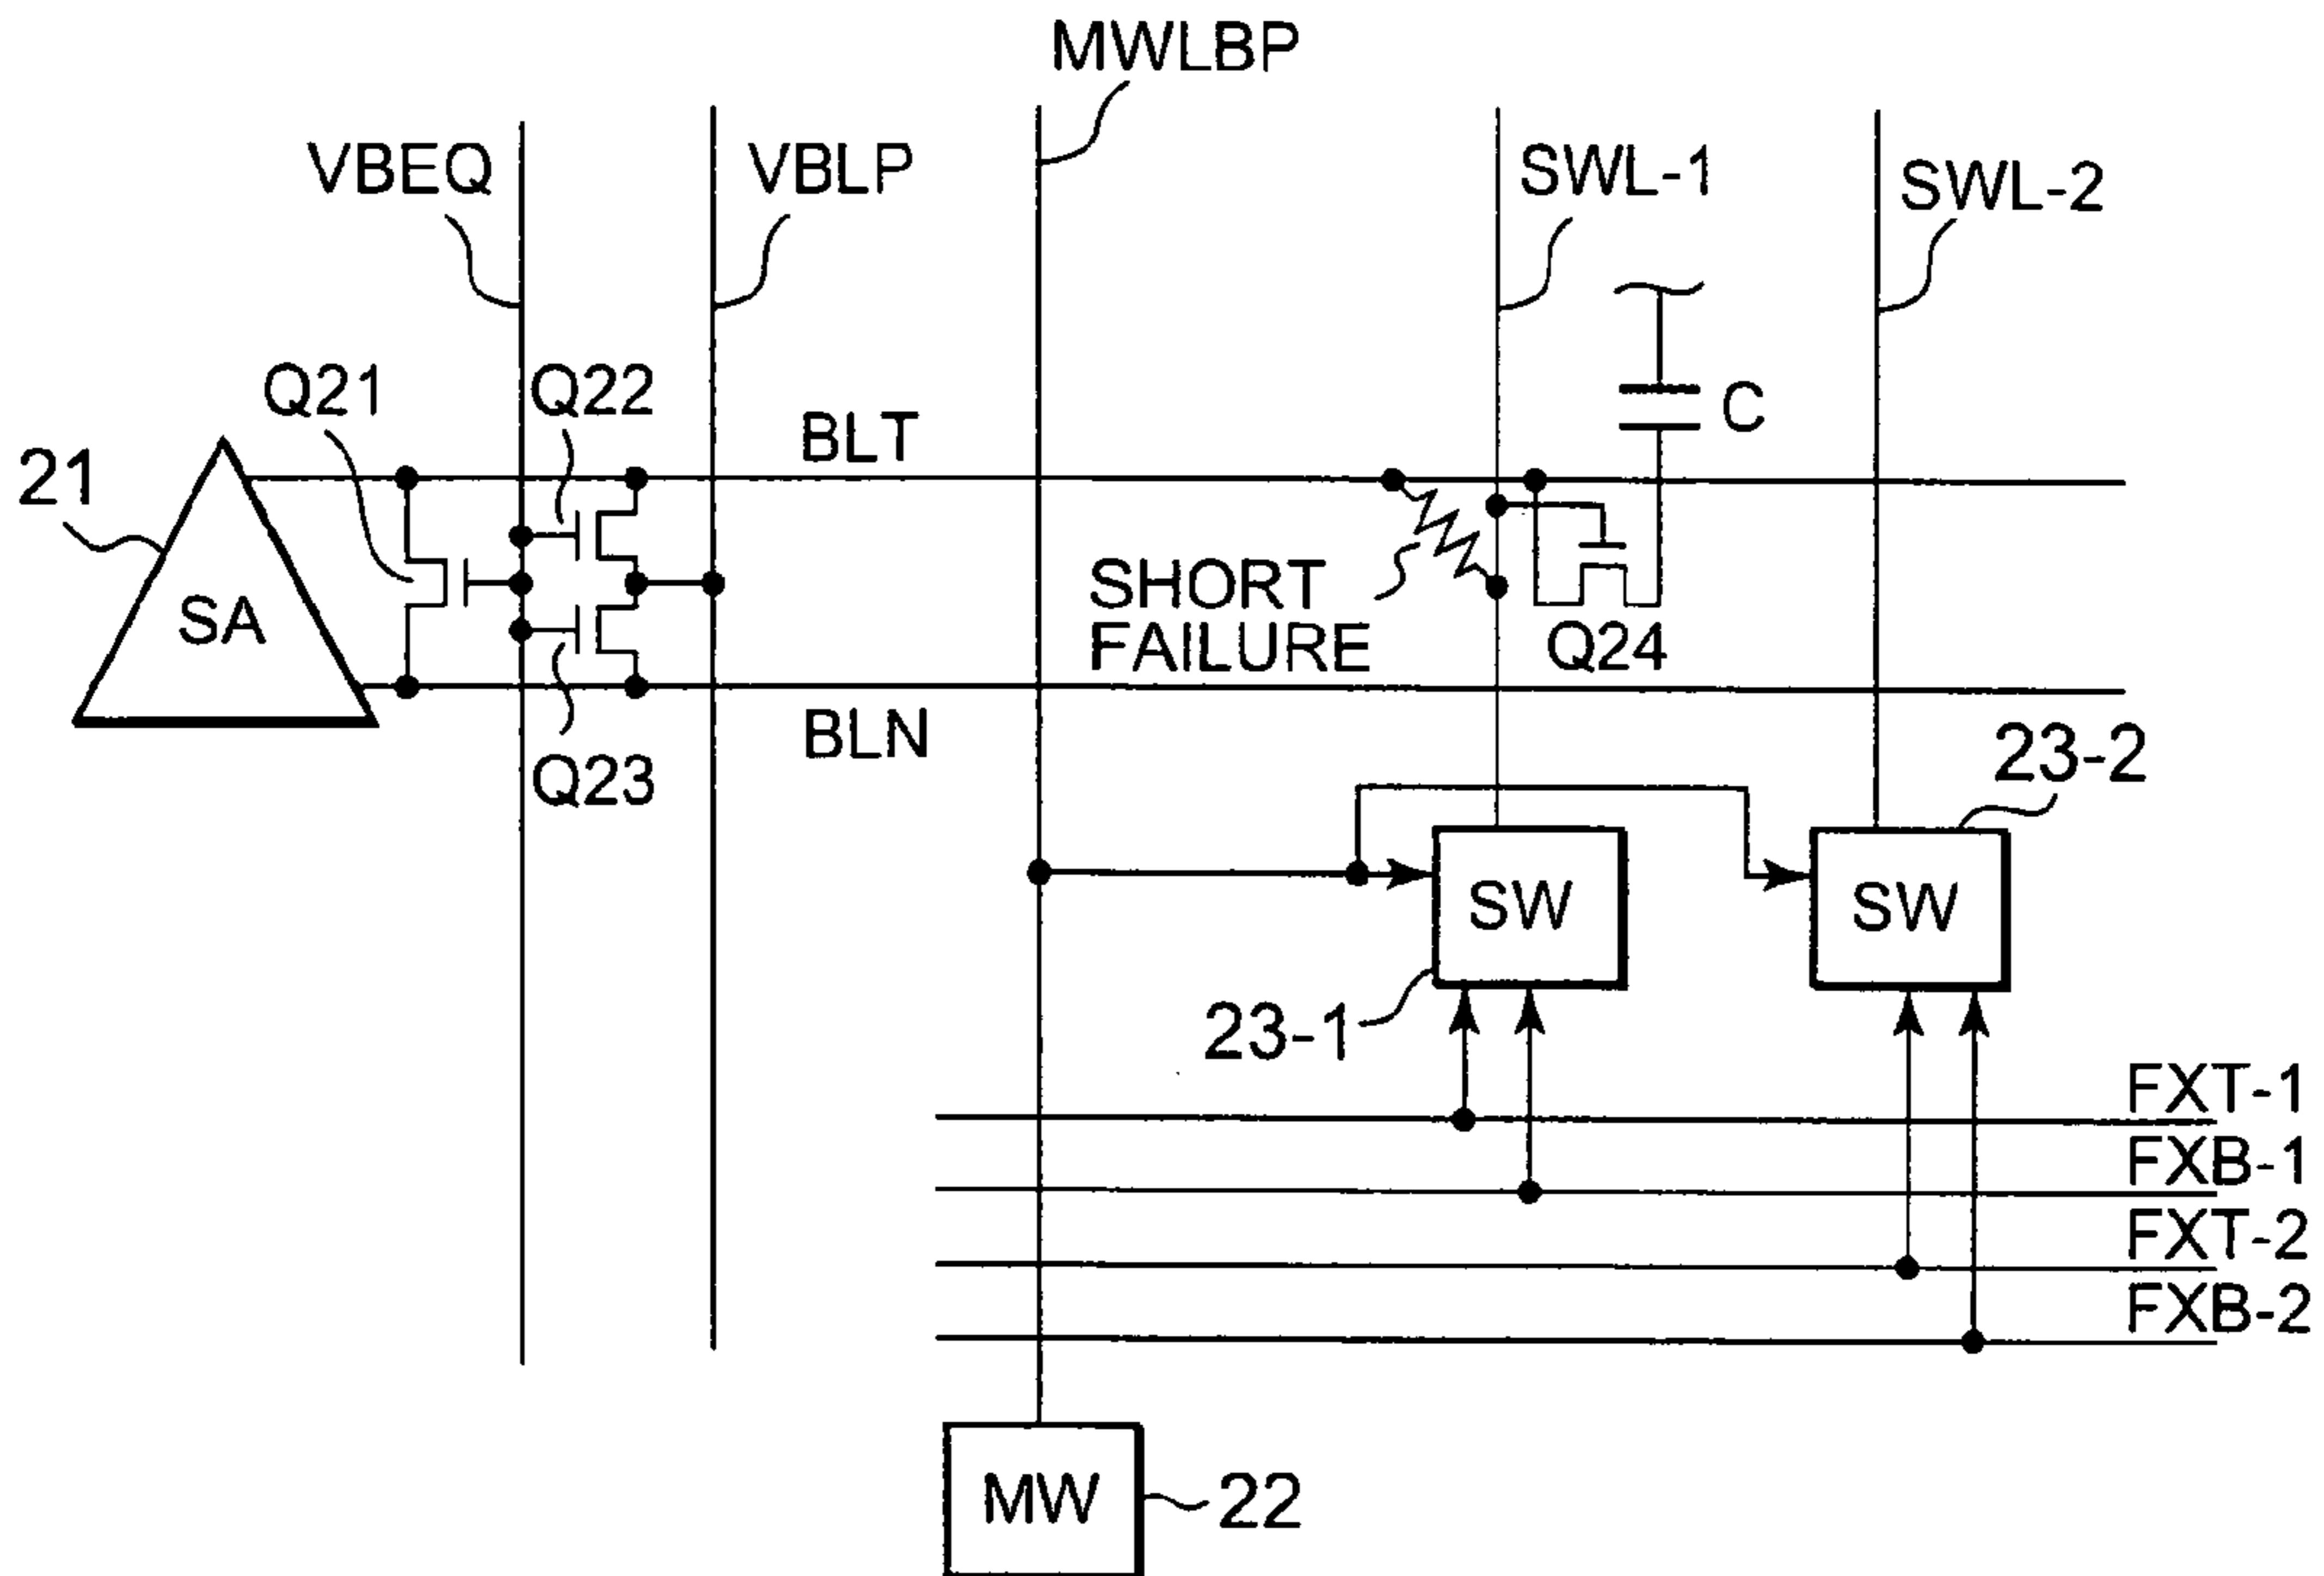 MWLBP
VBEQ
VBLP
SWL-1
SWL-2
Q21
Q22
C
BLT
21
SA
SHORT
FAILURE
Q24
BLN
Q23
23-2
SW
SW
23-1
FXT-1
FXB-1
FXT-2
FXB-2
MW
22